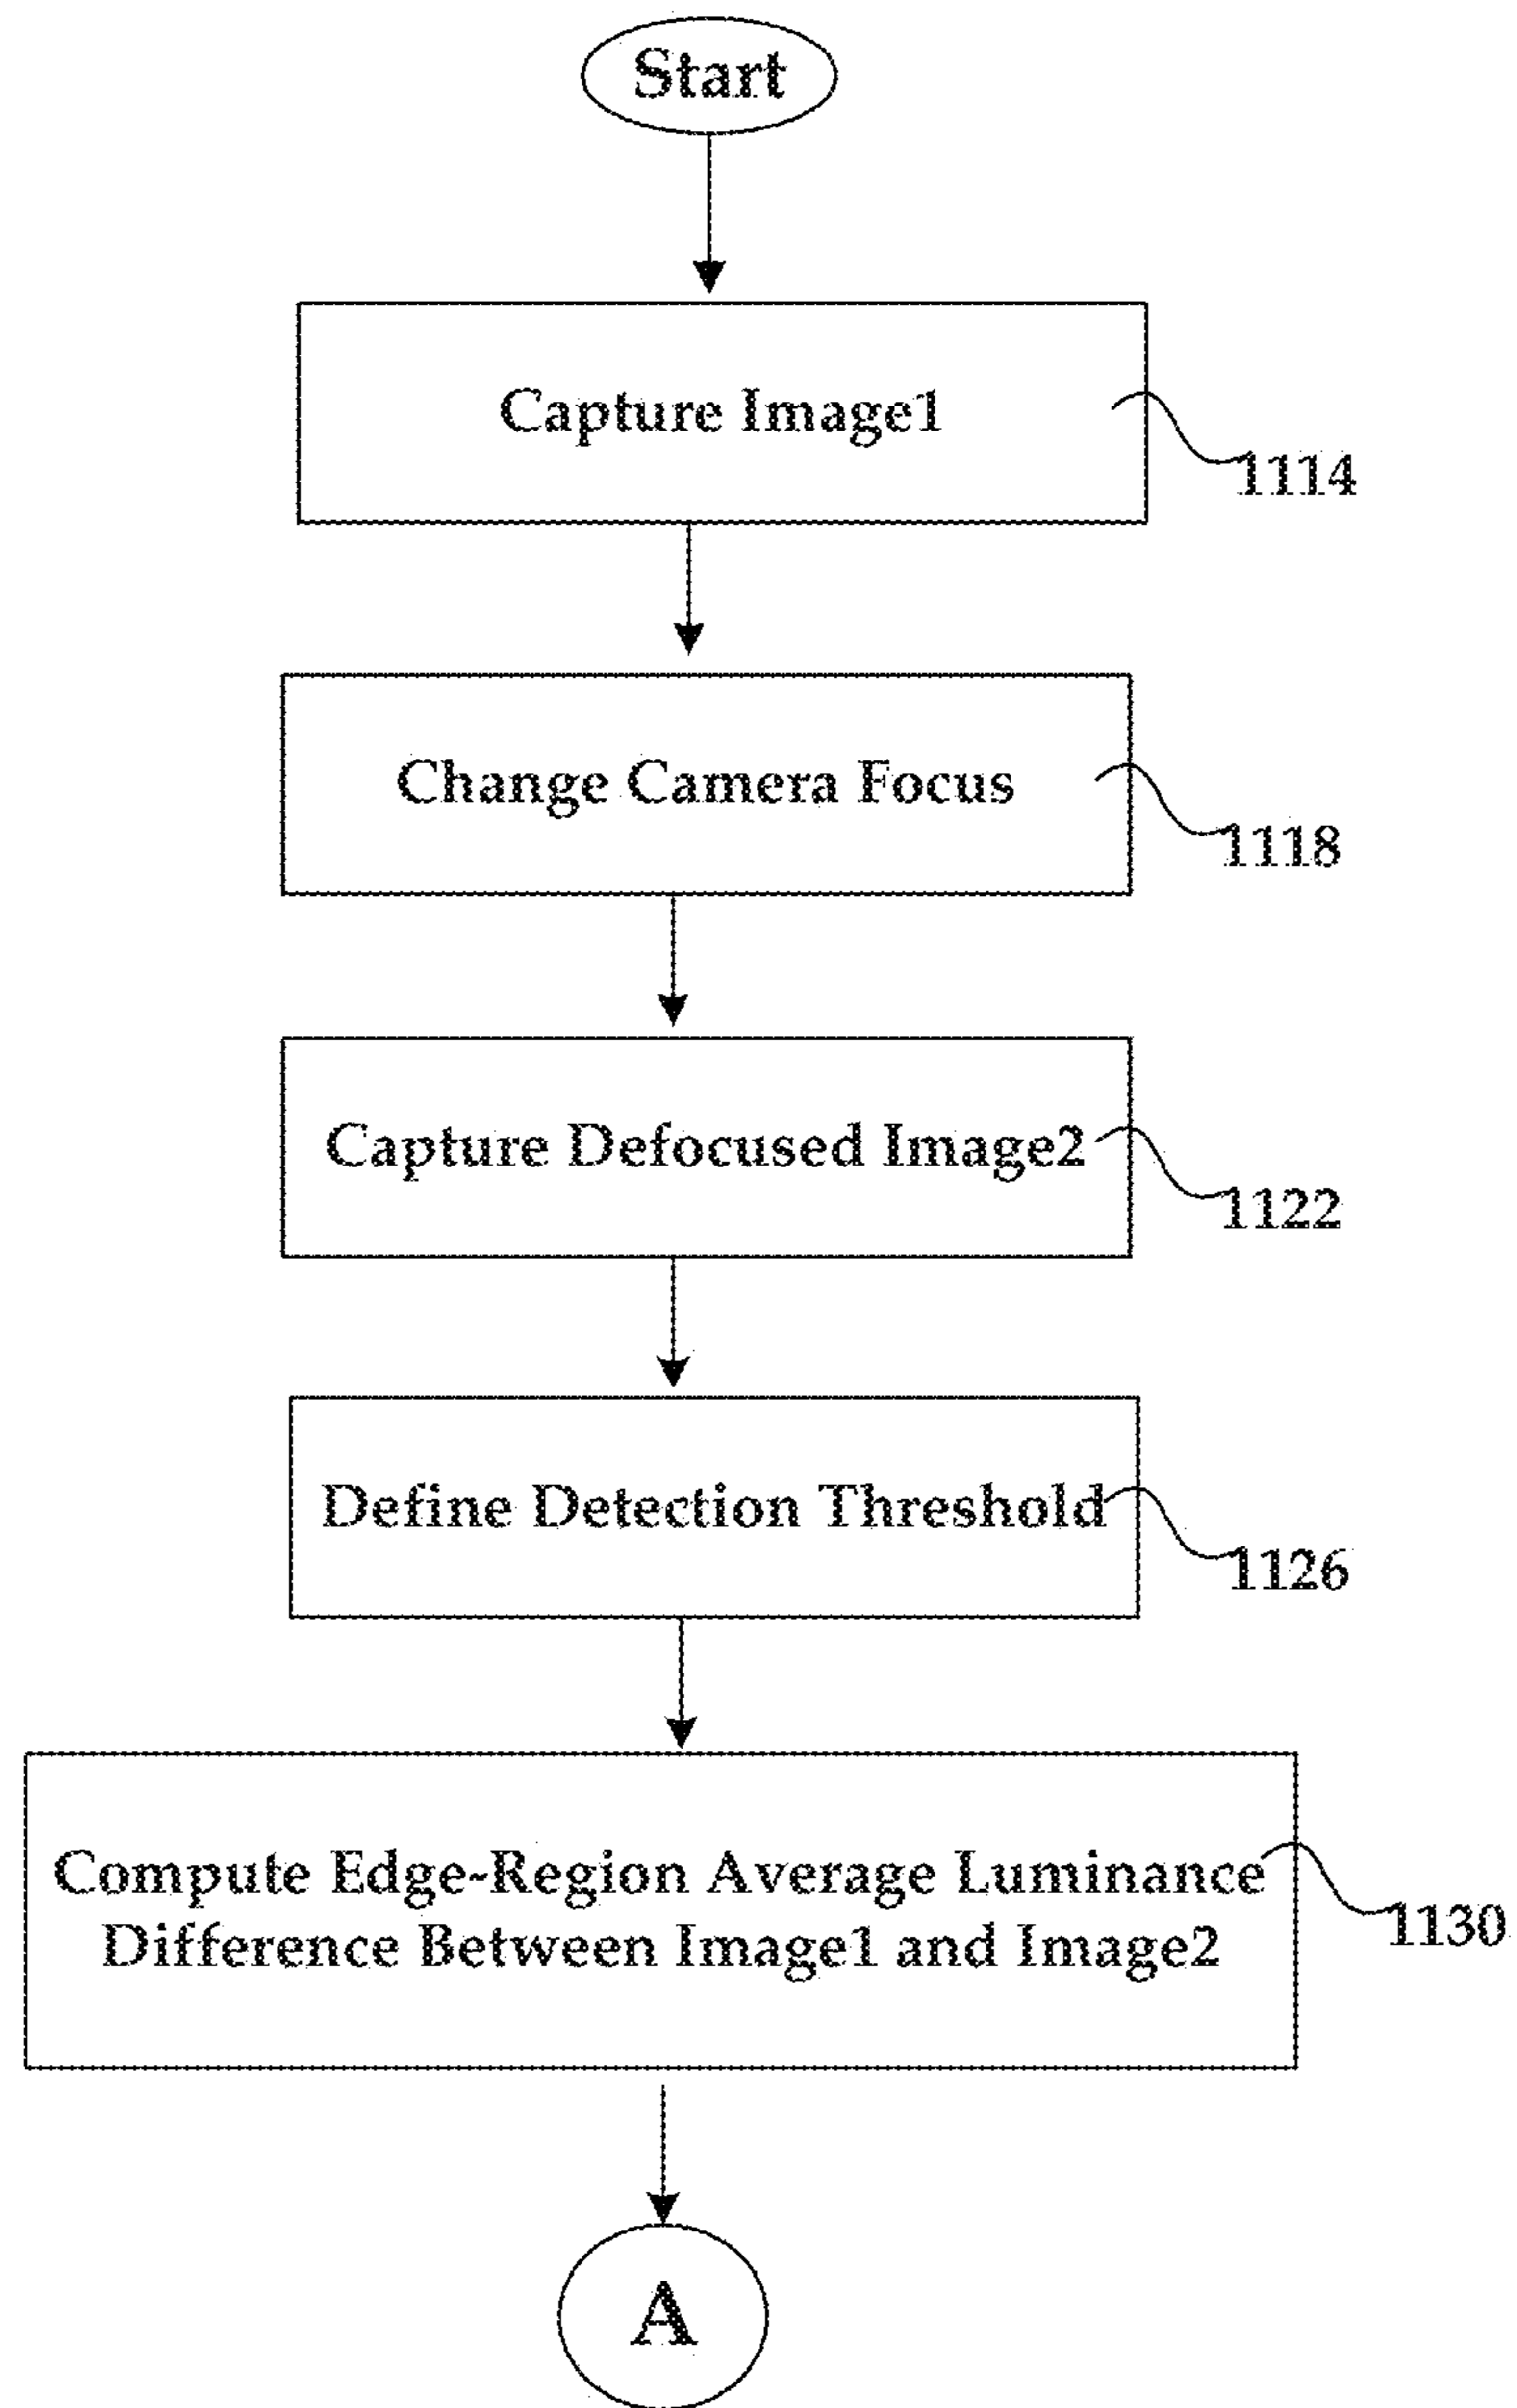 Start
Capture Image1
1114
Change Camera Focus
1118
Capture Defocused Image2
1122
Define Detection Threshold
1126
Compute Edge-Region Average Luminance
Difference Between Image1 and Image2
1130
A